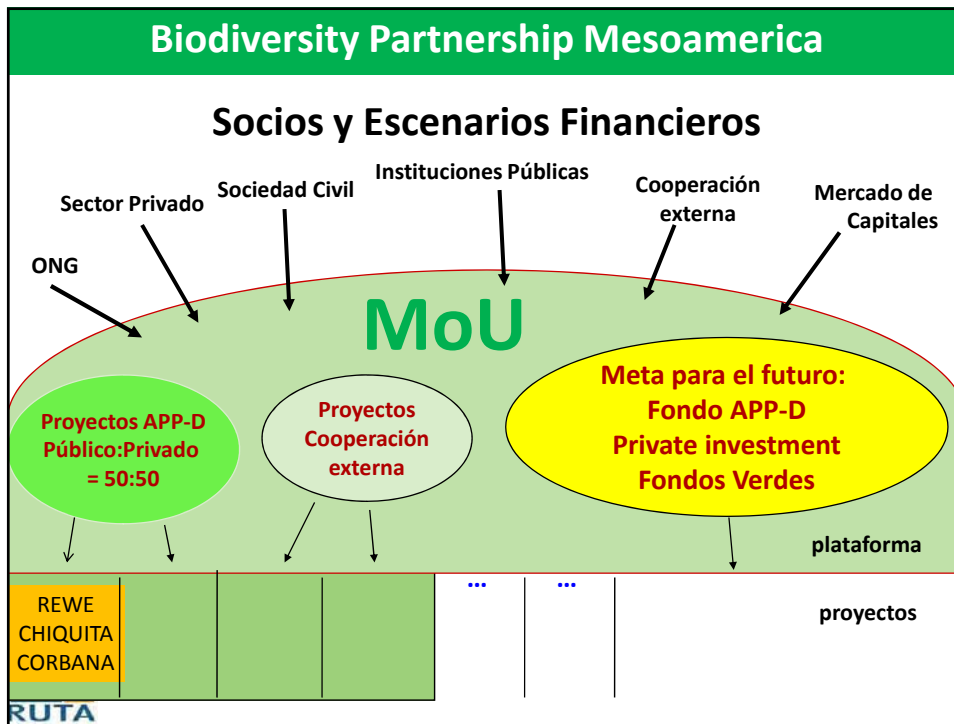 Biodiversity Partnership Mesoamerica
Socios y Escenarios Financieros
ONG
Sector Privado
Sociedad Civil
Instituciones Públicas
Cooperación
externa
Mercado de
Capitales
MoU
Proyectos APP-D
Público:Privado
= 50:50
Proyectos
Cooperación
externa
Meta para el futuro:
Fondo APP-D
Private investment
Fondos Verdes
plataforma
REWE
CHIQUITA
CORBANA
...
...
proyectos
RUTA